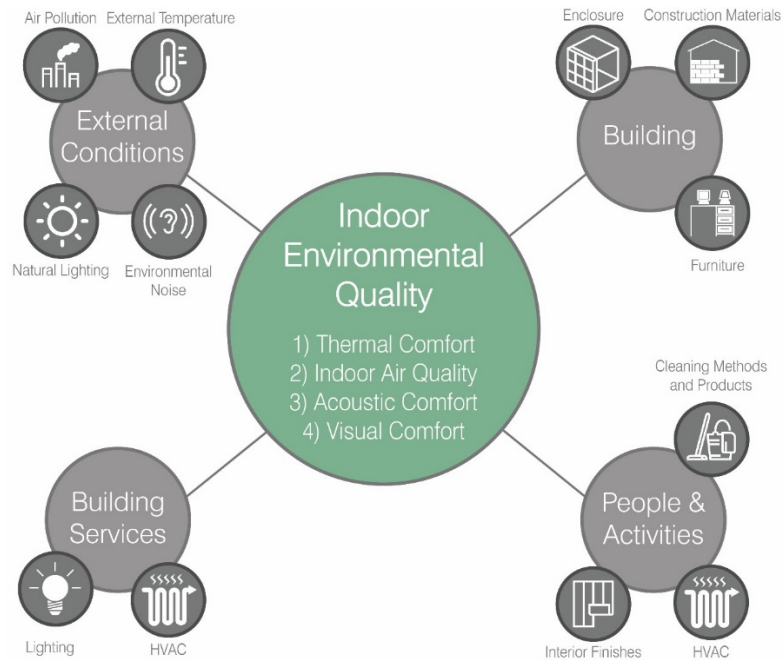 Air Pollution
External Temperature
External
Conditions
Natural Lighting
Environmental
Noise
Enclosure
Construction Materials
Building
Furniture
Indoor
Environmental
Quality
1) Thermal Comfort
2) Indoor Air Quality
3) Acoustic Comfort
4) Visual Comfort
Building
Services
Lighting
HVAC
Cleaning Methods
and Products
People &
Activities
Interior Finishes
HVAC